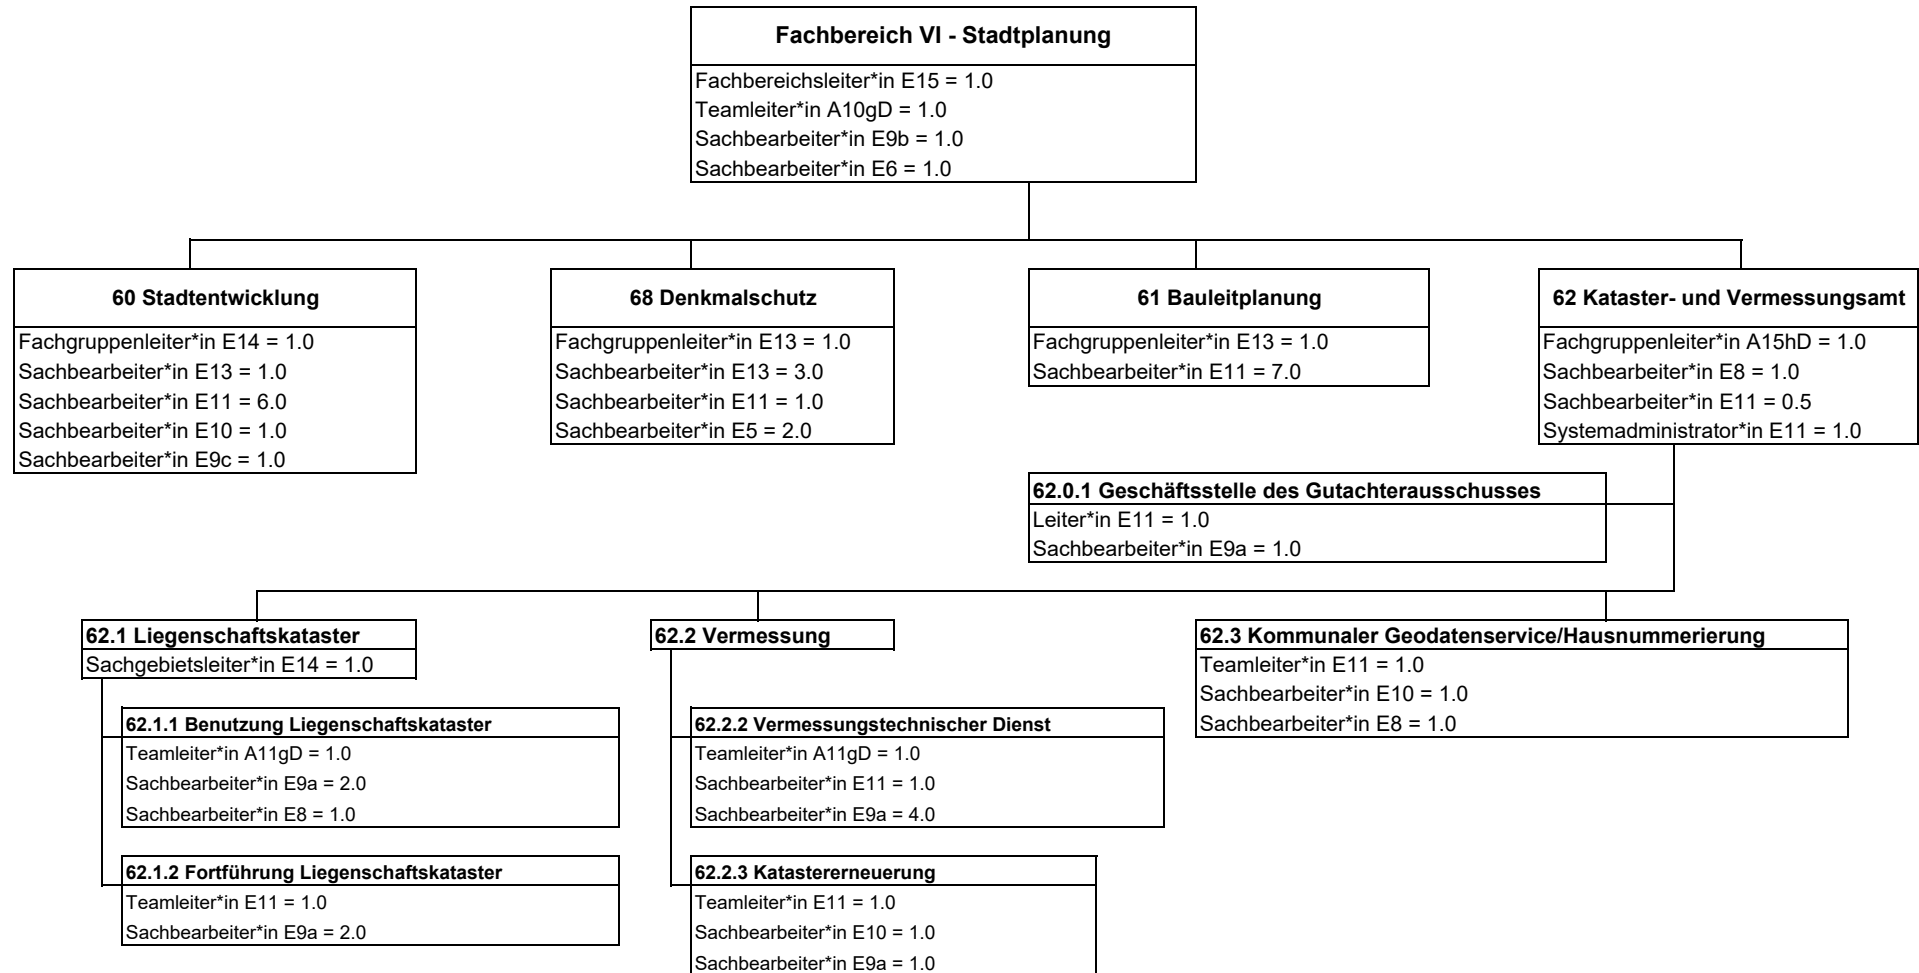 Fachbereich VI - Stadtplanung
Fachbereichsleiter*in E15 = 1.0
Teamleiter*in A10gD = 1.0
Sachbearbeiter*in E9b = 1.0
Sachbearbeiter*in E6 = 1.0
60 Stadtentwicklung
Fachgruppenleiter*in E14 = 1.0
Sachbearbeiter*in E13 = 1.0
Sachbearbeiter*in E11 = 6.0
Sachbearbeiter*in E10 = 1.0
Sachbearbeiter*in E9c = 1.0
68 Denkmalschutz
Fachgruppenleiter*in E13 = 1.0
Sachbearbeiter*in E13 = 3.0
Sachbearbeiter*in E11 = 1.0
Sachbearbeiter*in E5 = 2.0
61 Bauleitplanung
Fachgruppenleiter*in E13 = 1.0
Sachbearbeiter*in E11 = 7.0
62 Kataster- und Vermessungsamt
Fachgruppenleiter*in A15hD = 1.0
Sachbearbeiter*in E8 = 1.0
Sachbearbeiter*in E11 = 0.5
Systemadministrator*in E11 = 1.0
62.0.1 Geschäftsstelle des Gutachterausschusses
Leiter*in E11 = 1.0
Sachbearbeiter*in E9a = 1.0
62.1 Liegenschaftskataster
Sachgebietsleiter*in E14 = 1.0
62.1.1 Benutzung Liegenschaftskataster
Teamleiter*in A11gD = 1.0
Sachbearbeiter*in E9a = 2.0
Sachbearbeiter*in E8 = 1.0
62.1.2 Fortführung Liegenschaftskataster
Teamleiter*in E11 = 1.0
Sachbearbeiter*in E9a = 2.0
62.2 Vermessung
62.2.2 Vermessungstechnischer Dienst
Teamleiter*in A11gD = 1.0
Sachbearbeiter*in E11 = 1.0
Sachbearbeiter*in E9a = 4.0
62.2.3 Katastererneuerung
Teamleiter*in E11 = 1.0
Sachbearbeiter*in E10 = 1.0
Sachbearbeiter*in E9a = 1.0
62.3 Kommunaler Geodatenservice/Hausnummerierung
Teamleiter*in E11 = 1.0
Sachbearbeiter*in E10 = 1.0
Sachbearbeiter*in E8 = 1.0